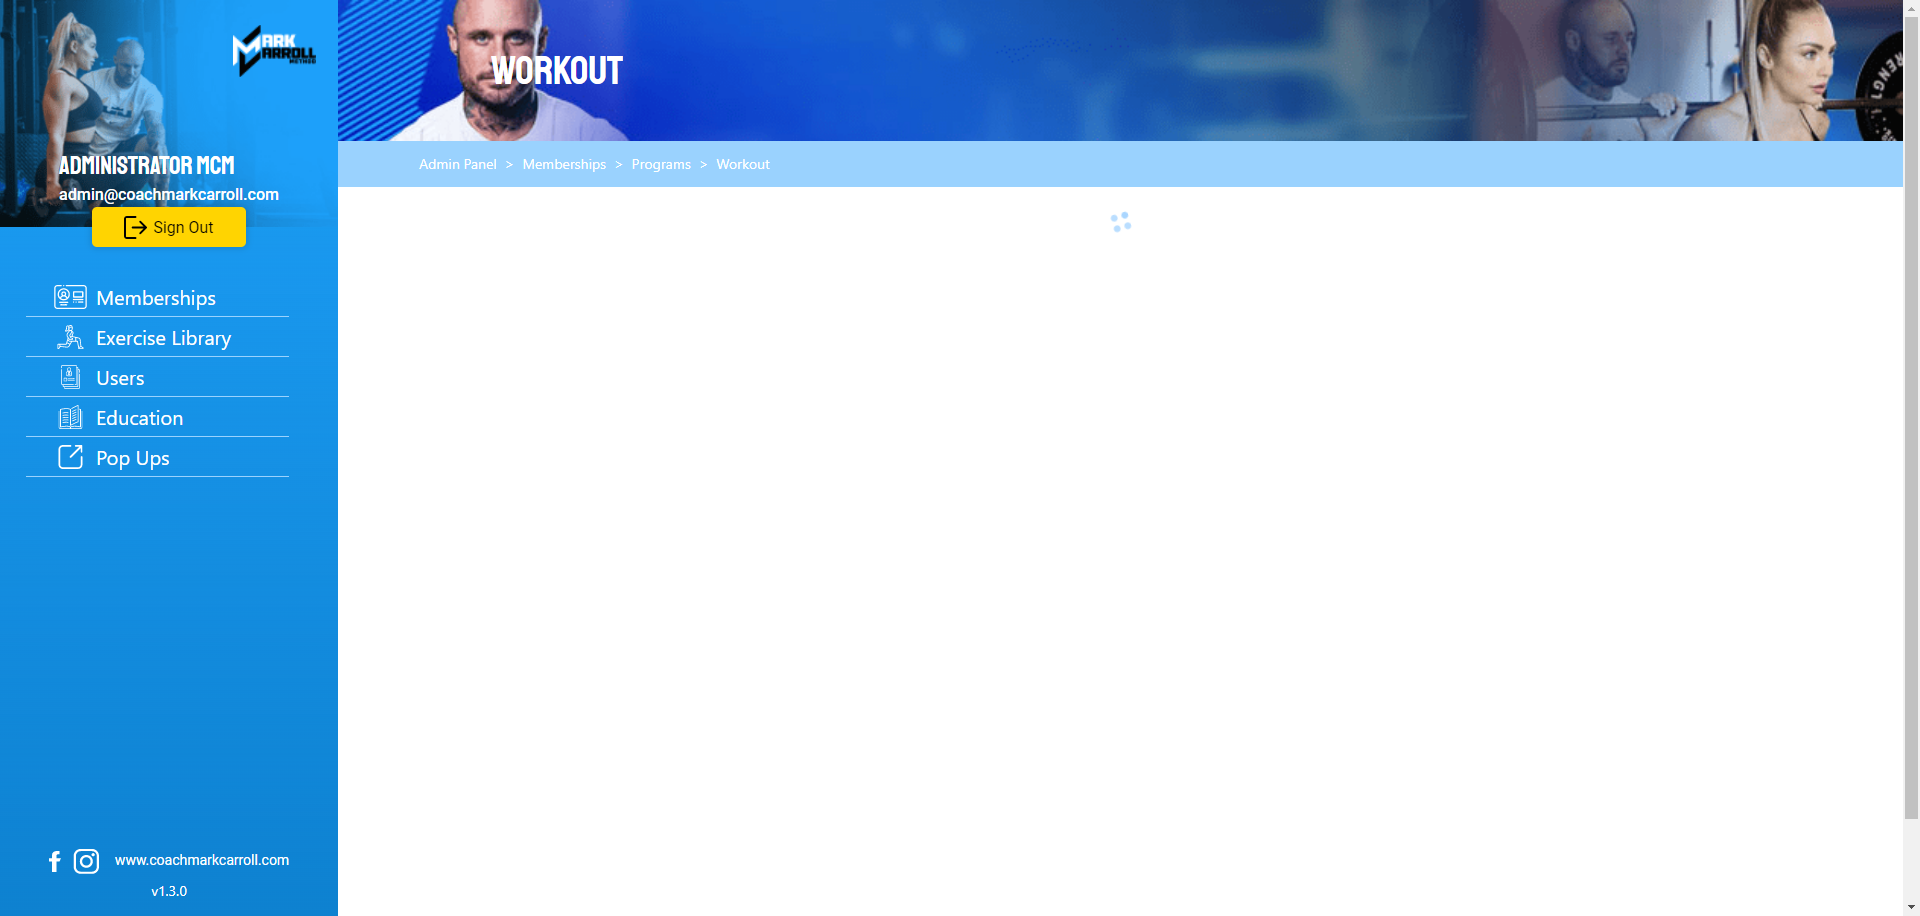 MARK
CARROLL
METHOD
ADMINISTRATOR MCM
admin@coachmarkcarroll.com
Sign Out
Memberships
Exercise Library
Users
Education
Pop Ups
www.coachmarkcarroll.com
v1.3.0
WORKOUT
Admin Panel > Memberships > Programs > Workout